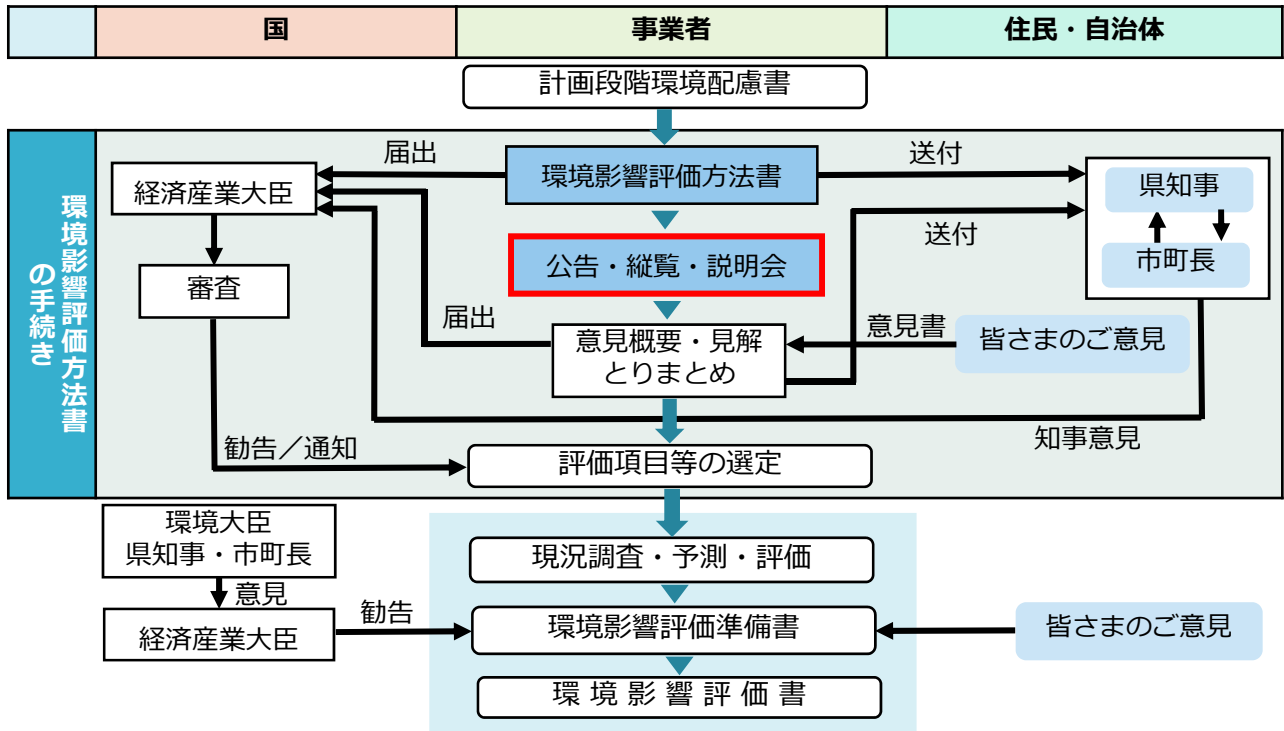 国
事業者
住民・自治体
計画段階環境配慮書
環境影響評価方法書
の手続き
届出
環境影響評価方法書
送付
経済産業大臣
県知事
送付
公告・縦覧・説明会
市町長
審査
届出
意見概要・見解
とりまとめ
意見書
皆さまのご意見
知事意見
勧告／通知
評価項目等の選定
環境大臣
県知事・市町長
現況調査・予測・評価
意見
勧告
経済産業大臣
環境影響評価準備書
皆さまのご意見
環境影響評価書